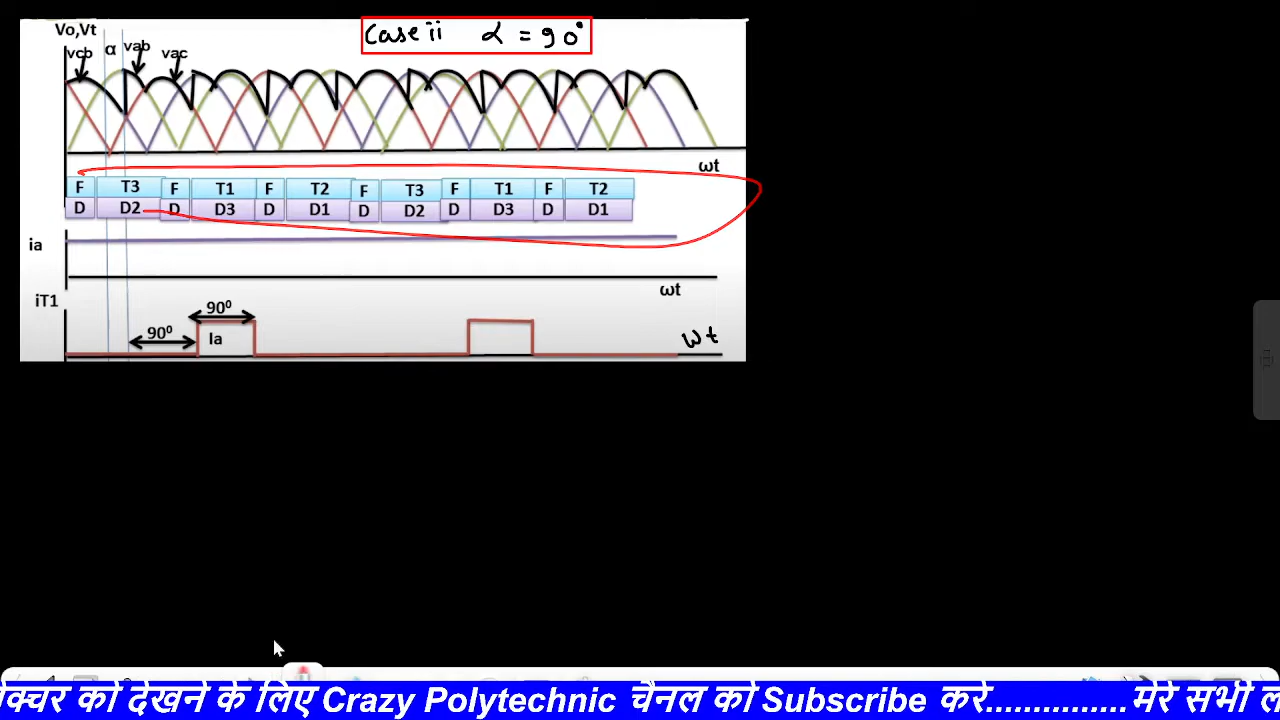 Vo,Vt
Case ii α = 90°
vcb α vab vac
ωt
F T3 F T1 F T2 F T3 F T1 F T2
D D2 D D3 D D1 D D2 D D3 D D1
ia
ωt
iT1
90⁰
90⁰ Ia
ωt
क्चर को देखने के लिए Crazy Polytechnic चैनल को Subscribe करे...............मेरे सभी ल